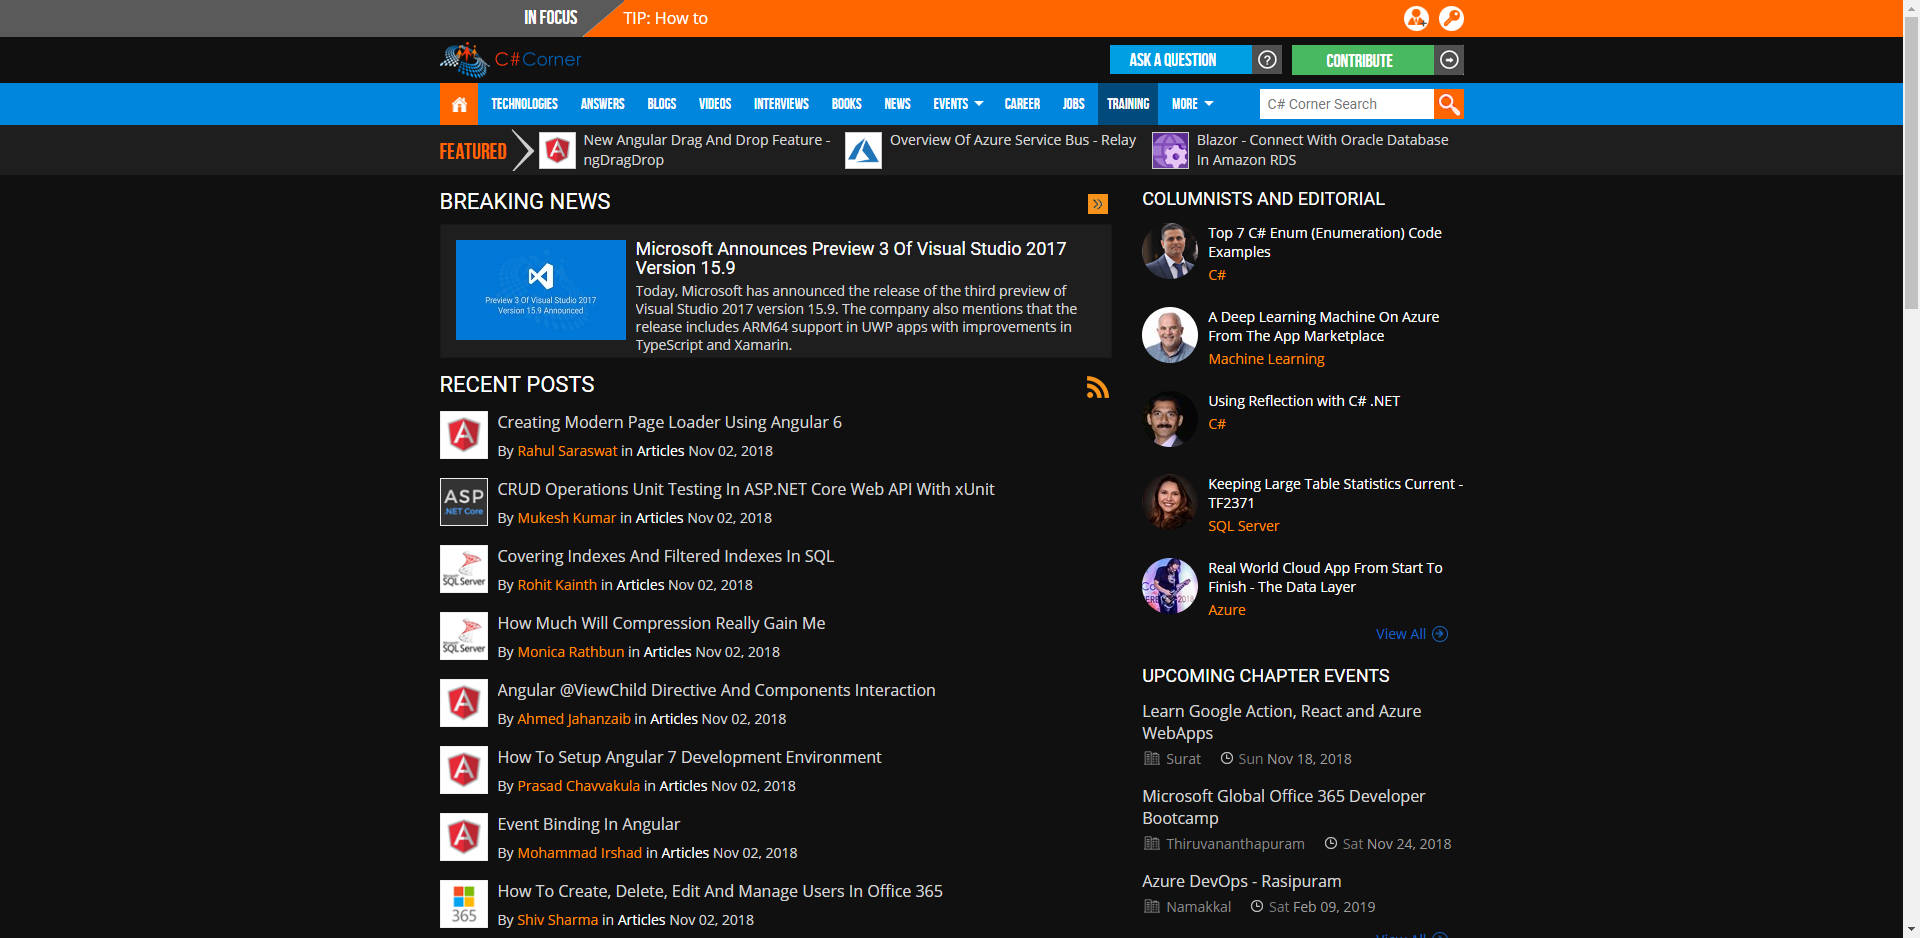 IN FOCUS
TIP: How to
C# Corner
ASK A QUESTION
CONTRIBUTE
TECHNOLOGIES ANSWERS BLOGS VIDEOS INTERVIEWS BOOKS NEWS EVENTS CAREER JOBS TRAINING MORE
C# Corner Search
FEATURED
New Angular Drag And Drop Feature -
ngDragDrop
Overview Of Azure Service Bus - Relay
Blazor - Connect With Oracle Database
In Amazon RDS
BREAKING NEWS
Preview 3 Of Visual Studio 2017
Version 15.9 Announced
Microsoft Announces Preview 3 Of Visual Studio 2017
Version 15.9
Today, Microsoft has announced the release of the third preview of
Visual Studio 2017 version 15.9. The company also mentions that the
release includes ARM64 support in UWP apps with improvements in
TypeScript and Xamarin.
RECENT POSTS
Creating Modern Page Loader Using Angular 6
By Rahul Saraswat in Articles Nov 02, 2018
ASP
.NET Core
CRUD Operations Unit Testing In ASP.NET Core Web API With xUnit
By Mukesh Kumar in Articles Nov 02, 2018
SQL Server
Covering Indexes And Filtered Indexes In SQL
By Rohit Kainth in Articles Nov 02, 2018
SQL Server
How Much Will Compression Really Gain Me
By Monica Rathbun in Articles Nov 02, 2018
Angular @ViewChild Directive And Components Interaction
By Ahmed Jahanzaib in Articles Nov 02, 2018
How To Setup Angular 7 Development Environment
By Prasad Chavvakula in Articles Nov 02, 2018
Event Binding In Angular
By Mohammad Irshad in Articles Nov 02, 2018
365
How To Create, Delete, Edit And Manage Users In Office 365
By Shiv Sharma in Articles Nov 02, 2018
COLUMNISTS AND EDITORIAL
Top 7 C# Enum (Enumeration) Code
Examples
C#
A Deep Learning Machine On Azure
From The App Marketplace
Machine Learning
Using Reflection with C# .NET
C#
Keeping Large Table Statistics Current -
TF2371
SQL Server
Real World Cloud App From Start To
Finish - The Data Layer
Azure
View All
UPCOMING CHAPTER EVENTS
Learn Google Action, React and Azure
WebApps
Surat Sun Nov 18, 2018
Microsoft Global Office 365 Developer
Bootcamp
Thiruvananthapuram Sat Nov 24, 2018
Azure DevOps - Rasipuram
Namakkal Sat Feb 09, 2019
View All